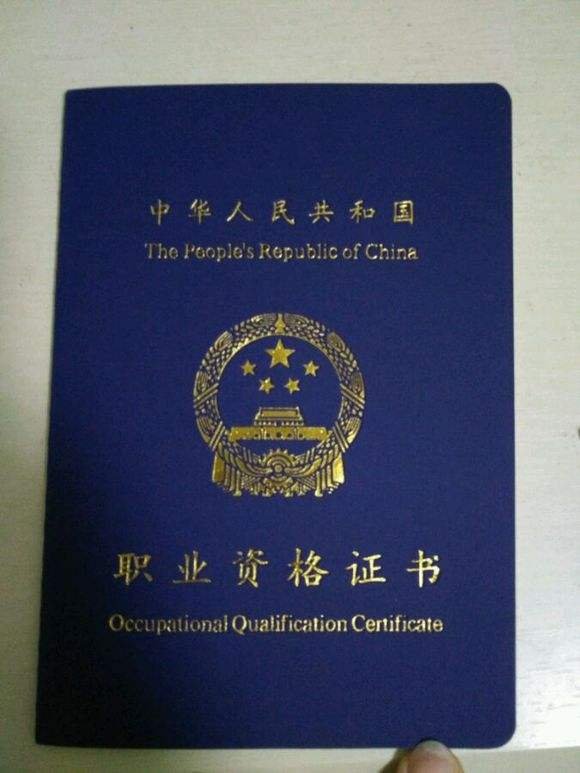 中华人民共和国
The People's Republic of China
职业资格证书
Occupational Qualification Certificate